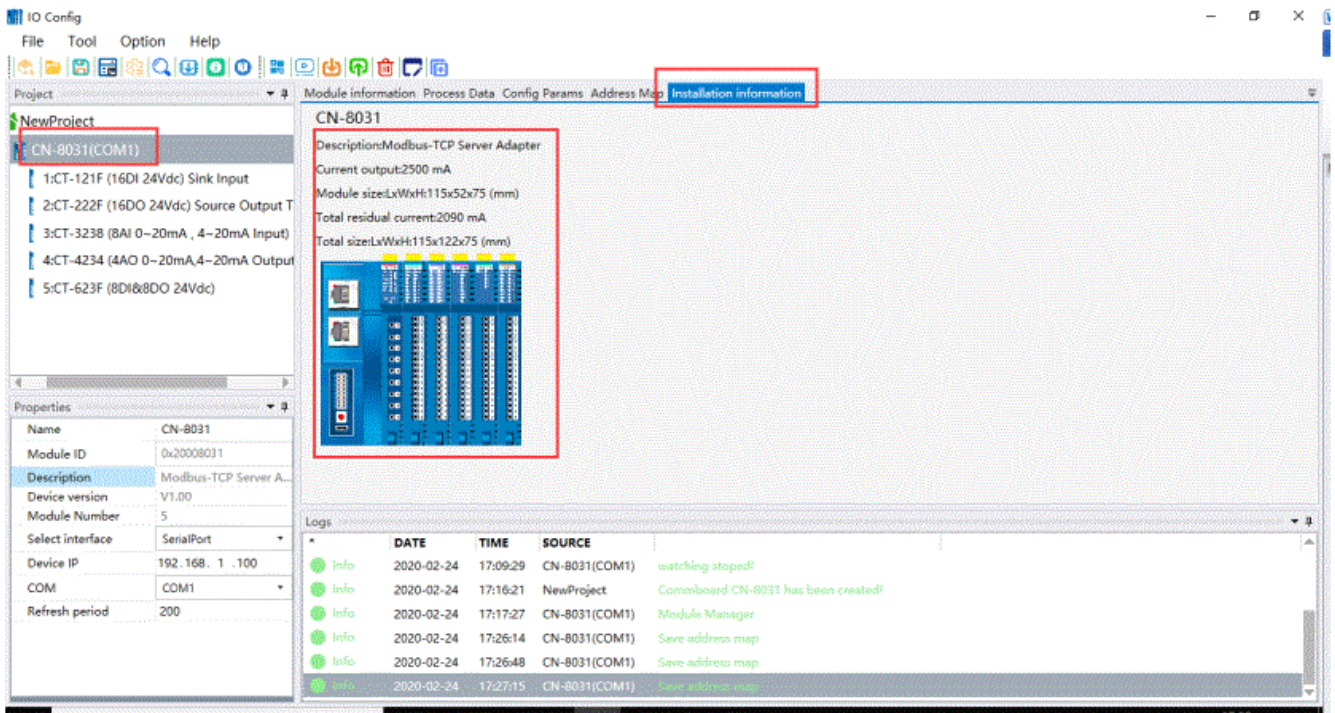 IO Config
File Tool Option Help
Project
NewProject
CN-8031(COM1)
1:CT-121F (16DI 24Vdc) Sink Input
2:CT-222F (16DO 24Vdc) Source Output T
3:CT-3238 (8AI 0~20mA , 4~20mA Input)
4:CT-4234 (4AO 0~20mA,4~20mA Output
5:CT-623F (8DI&8DO 24Vdc)
Properties
Name CN-8031
Module ID 0x20008031
Description Modbus-TCP Server A...
Device version V1.00
Module Number 5
Select interface SerialPort
Device IP 192.168. 1 .100
COM COM1
Refresh period 200
Module information Process Data Config Params Address Map Installation information
CN-8031
Description:Modbus-TCP Server Adapter
Current output:2500 mA
Module size:LxWxH:115x52x75 (mm)
Total residual current:2090 mA
Total size:LxWxH:115x122x75 (mm)
Logs
DATE TIME SOURCE
Info 2020-02-24 17:09:29 CN-8031(COM1) watching stoped!
Info 2020-02-24 17:16:21 NewProject Commboard CN-8031 has been created!
Info 2020-02-24 17:17:27 CN-8031(COM1) Module Manager
Info 2020-02-24 17:26:14 CN-8031(COM1) Save address map
Info 2020-02-24 17:26:48 CN-8031(COM1) Save address map
Info 2020-02-24 17:27:15 CN-8031(COM1) Save address map